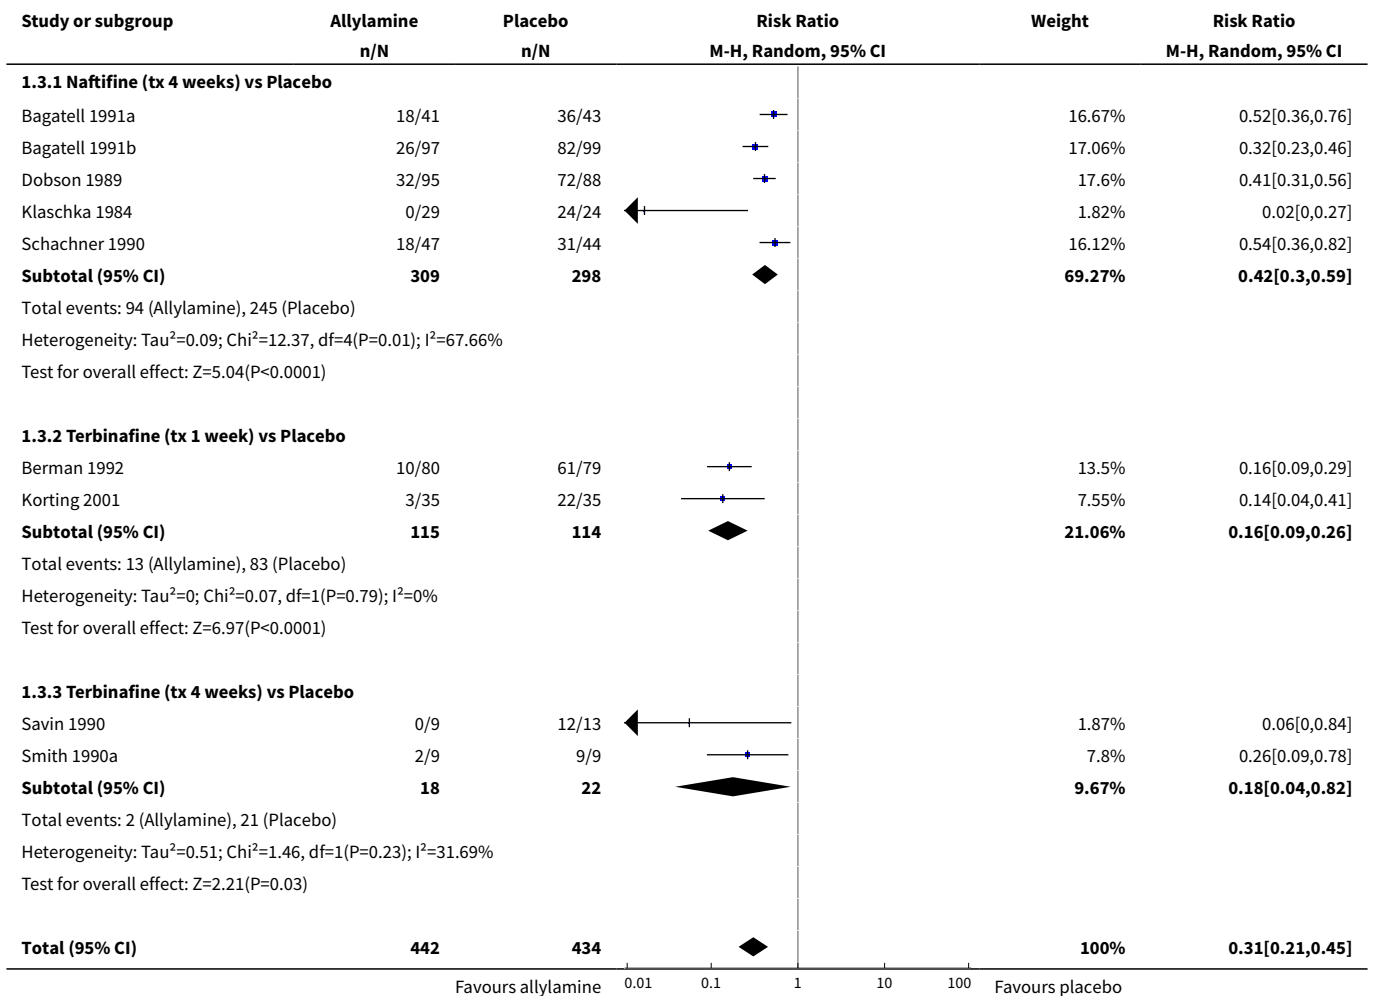 Study or subgroup Allylamine Placebo Risk Ratio Weight Risk Ratio
n/N n/N M-H, Random, 95% CI M-H, Random, 95% CI
1.3.1 Naftifine (tx 4 weeks) vs Placebo
Bagatell 1991a 18/41 36/43 16.67% 0.52[0.36,0.76]
Bagatell 1991b 26/97 82/99 17.06% 0.32[0.23,0.46]
Dobson 1989 32/95 72/88 17.6% 0.41[0.31,0.56]
Klaschka 1984 0/29 24/24 1.82% 0.02[0,0.27]
Schachner 1990 18/47 31/44 16.12% 0.54[0.36,0.82]
Subtotal (95% CI) 309 298 69.27% 0.42[0.3,0.59]
Total events: 94 (Allylamine), 245 (Placebo)
Heterogeneity: Tau²=0.09; Chi²=12.37, df=4(P=0.01); I²=67.66%
Test for overall effect: Z=5.04(P<0.0001)
1.3.2 Terbinafine (tx 1 week) vs Placebo
Berman 1992 10/80 61/79 13.5% 0.16[0.09,0.29]
Korting 2001 3/35 22/35 7.55% 0.14[0.04,0.41]
Subtotal (95% CI) 115 114 21.06% 0.16[0.09,0.26]
Total events: 13 (Allylamine), 83 (Placebo)
Heterogeneity: Tau²=0; Chi²=0.07, df=1(P=0.79); I²=0%
Test for overall effect: Z=6.97(P<0.0001)
1.3.3 Terbinafine (tx 4 weeks) vs Placebo
Savin 1990 0/9 12/13 1.87% 0.06[0,0.84]
Smith 1990a 2/9 9/9 7.8% 0.26[0.09,0.78]
Subtotal (95% CI) 18 22 9.67% 0.18[0.04,0.82]
Total events: 2 (Allylamine), 21 (Placebo)
Heterogeneity: Tau²=0.51; Chi²=1.46, df=1(P=0.23); I²=31.69%
Test for overall effect: Z=2.21(P=0.03)
Total (95% CI) 442 434 100% 0.31[0.21,0.45]
Favours allylamine 0.01 0.1 1 10 100 Favours placebo